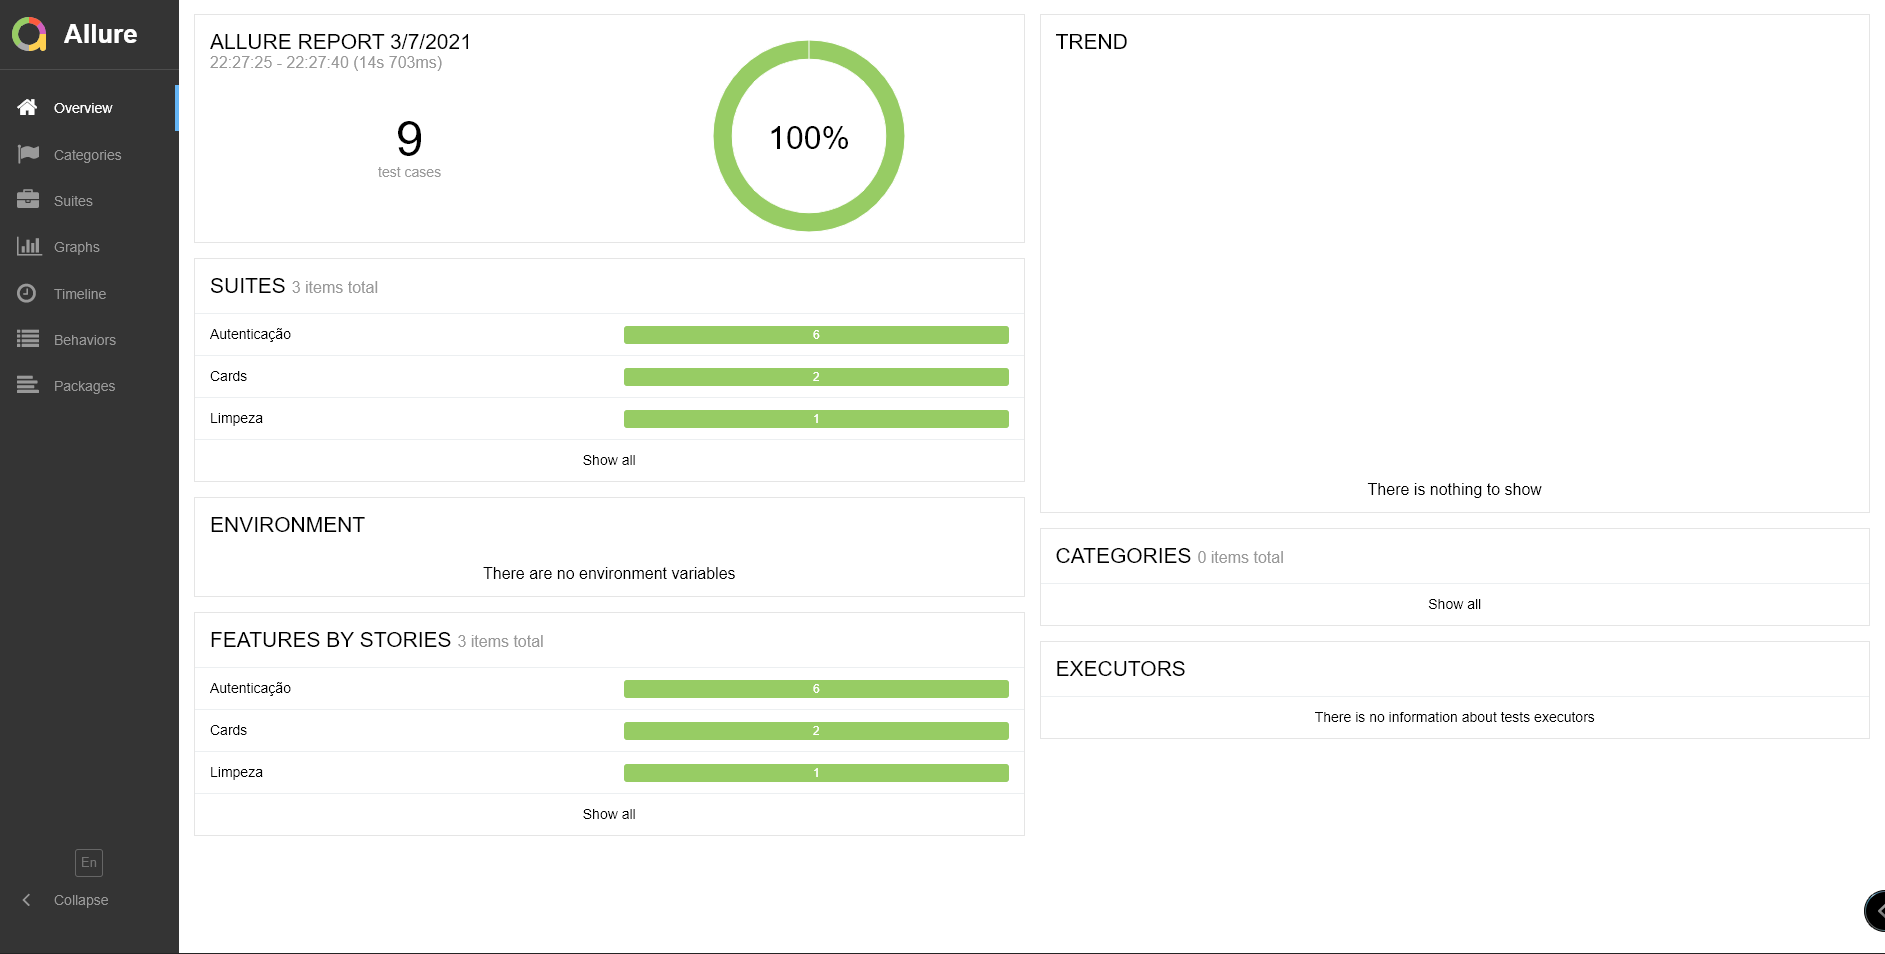 Allure
Overview
Categories
Suites
Graphs
Timeline
Behaviors
Packages
En
Collapse
ALLURE REPORT 3/7/2021
22:27:25 - 22:27:40 (14s 703ms)
9
test cases
100%
SUITES 3 items total
Autenticação 6
Cards 2
Limpeza 1
Show all
ENVIRONMENT
There are no environment variables
FEATURES BY STORIES 3 items total
Autenticação 6
Cards 2
Limpeza 1
Show all
TREND
There is nothing to show
CATEGORIES 0 items total
Show all
EXECUTORS
There is no information about tests executors